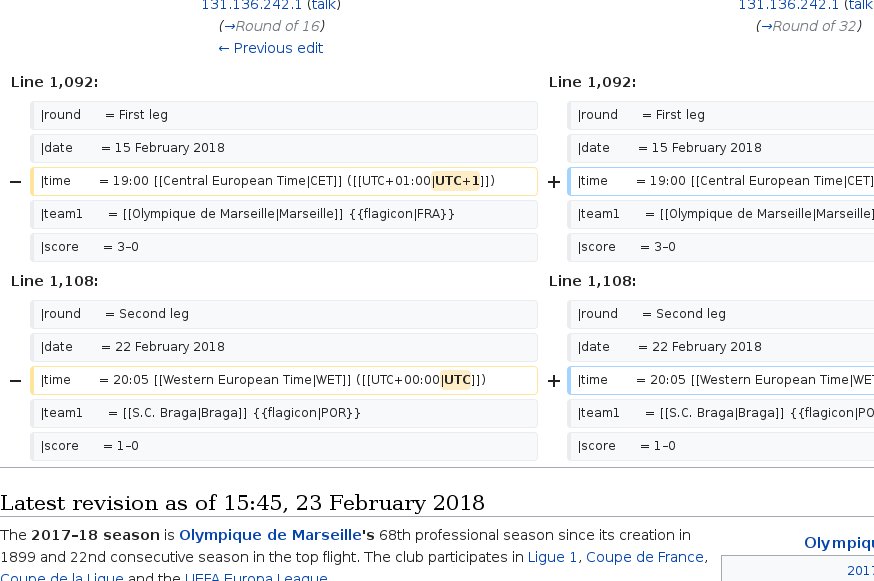 131.136.242.1 (talk)
(→Round of 16)
← Previous edit
131.136.242.1 (talk
(→Round of 32)
Line 1,092:
Line 1,092:
|round = First leg
|round = First leg
|date = 15 February 2018
|date = 15 February 2018
− |time = 19:00 [[Central European Time|CET]] ([[UTC+01:00|UTC+1]])
+ |time = 19:00 [[Central European Time|CET]
|team1 = [[Olympique de Marseille|Marseille]] {{flagicon|FRA}}
|team1 = [[Olympique de Marseille|Marseille]
|score = 3–0
|score = 3–0
Line 1,108:
Line 1,108:
|round = Second leg
|round = Second leg
|date = 22 February 2018
|date = 22 February 2018
− |time = 20:05 [[Western European Time|WET]] ([[UTC+00:00|UTC]])
+ |time = 20:05 [[Western European Time|WE
|team1 = [[S.C. Braga|Braga]] {{flagicon|POR}}
|team1 = [[S.C. Braga|Braga]] {{flagicon|PO
|score = 1–0
|score = 1–0
Latest revision as of 15:45, 23 February 2018
The 2017–18 season is Olympique de Marseille's 68th professional season since its creation in
1899 and 22nd consecutive season in the top flight. The club participates in Ligue 1, Coupe de France,
Coupe de la Ligue and the UEFA Europa League.
Olympiq
2017